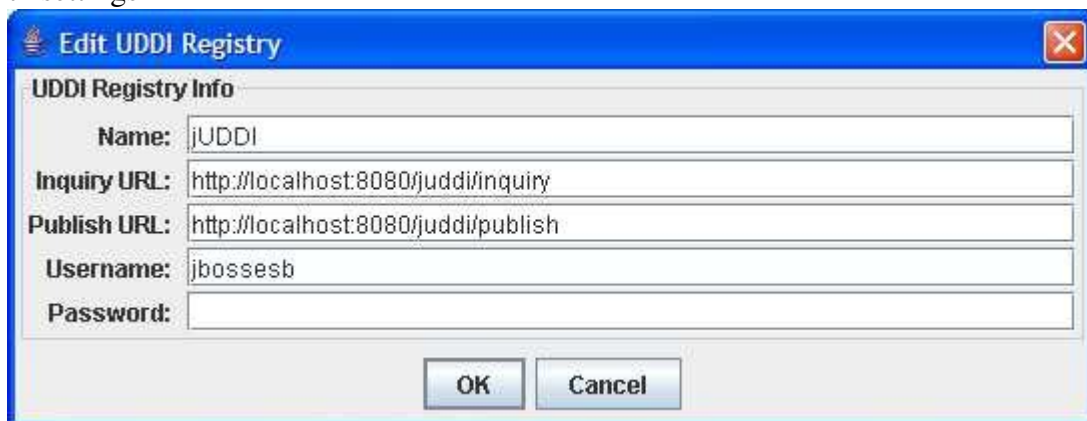 Edit UDDI Registry
UDDI Registry Info
Name: jUDDI
Inquiry URL: http://localhost:8080/juddi/inquiry
Publish URL: http://localhost:8080/juddi/publish
Username: jbossesb
Password:
OK Cancel